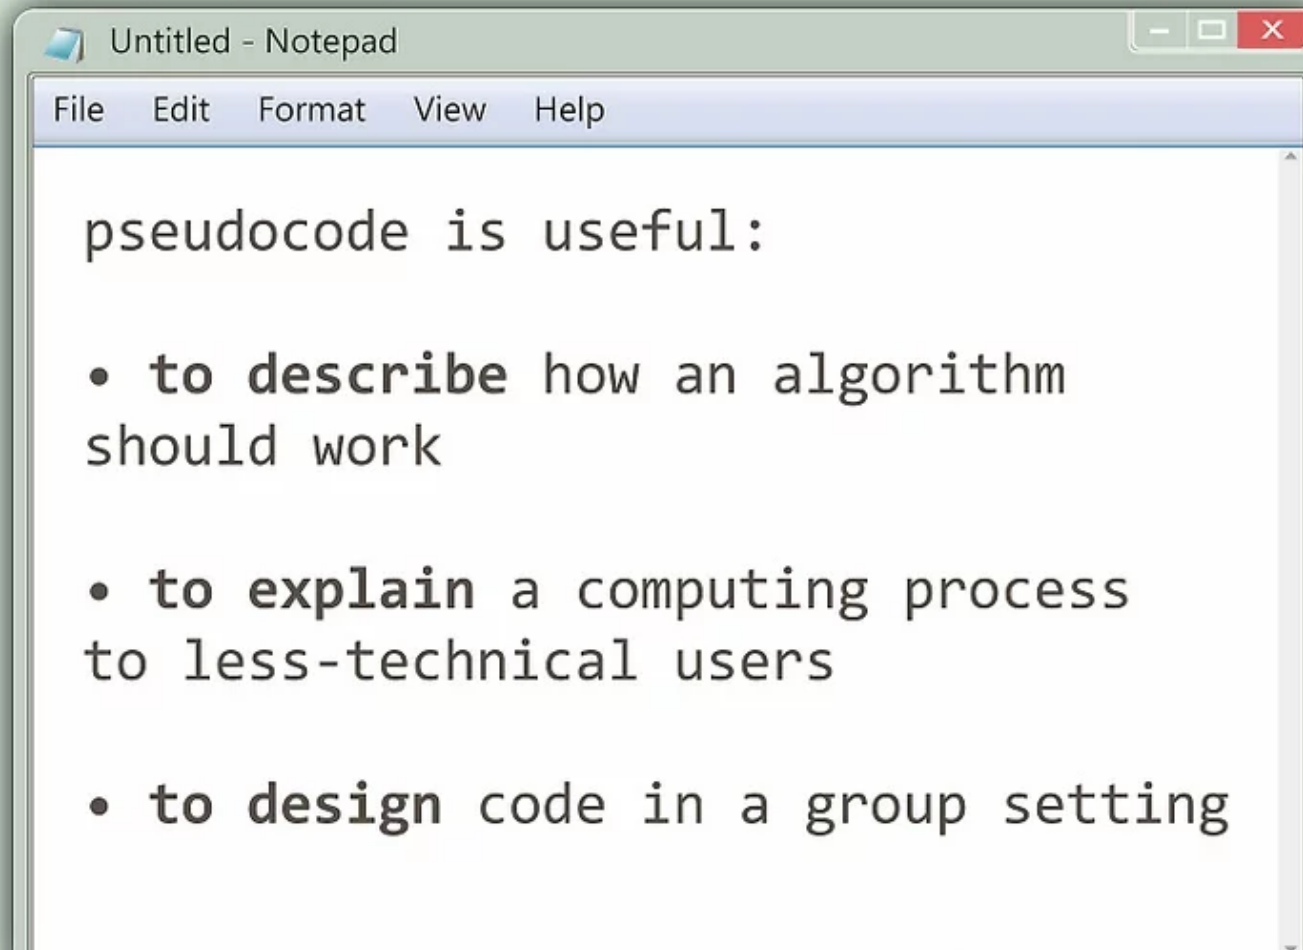 Untitled - Notepad
File Edit Format View Help
pseudocode is useful:
• to describe how an algorithm
should work
• to explain a computing process
to less-technical users
• to design code in a group setting